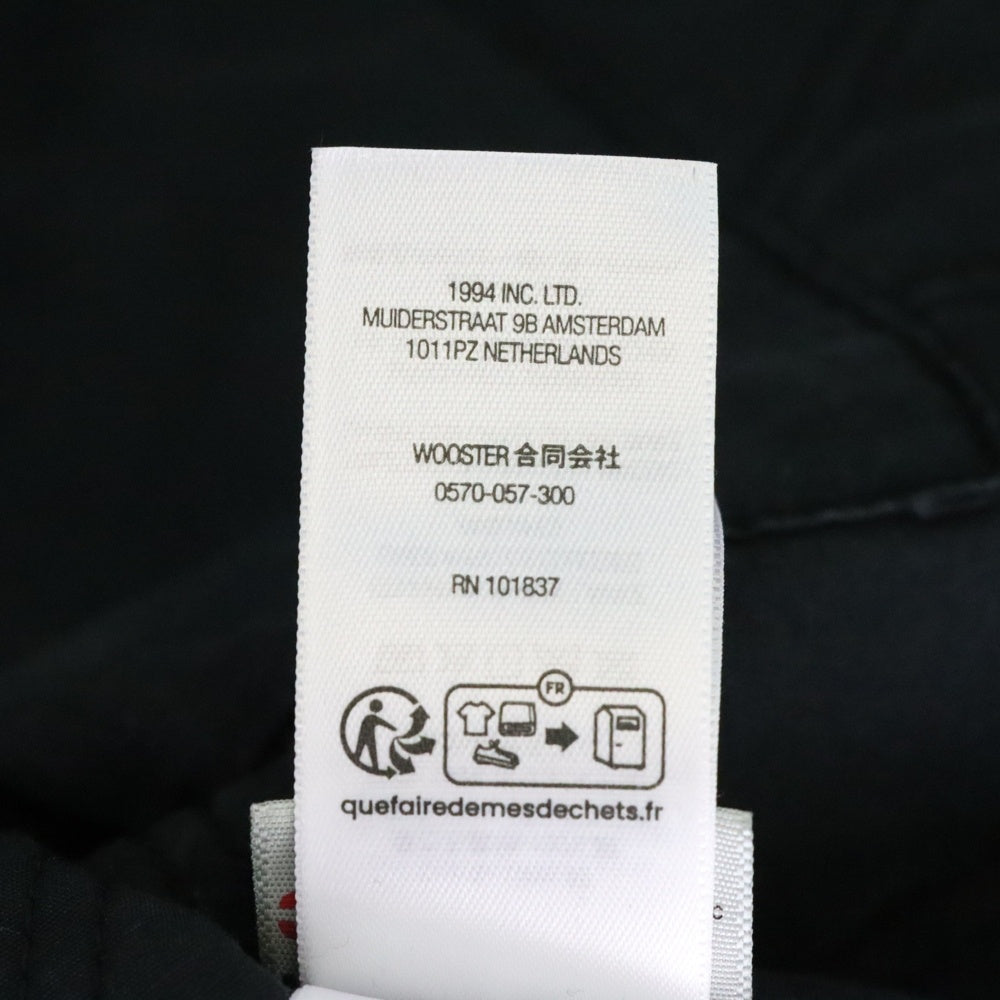 1994 INC. LTD.
MUIDERSTRAAT 9B AMSTERDAM
1011PZ NETHERLANDS
WOOSTER 合同会社
0570-057-300
RN 101837
FR
quefairedemesdechets.fr
c